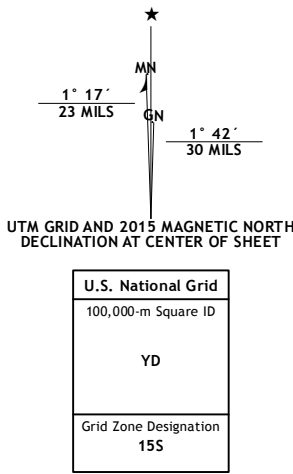 MN
1° 17´
23 MILS
GN
1° 42´
30 MILS
UTM GRID AND 2015 MAGNETIC NORTH
DECLINATION AT CENTER OF SHEET
U.S. National Grid
100,000-m Square ID
YD
Grid Zone Designation
15S